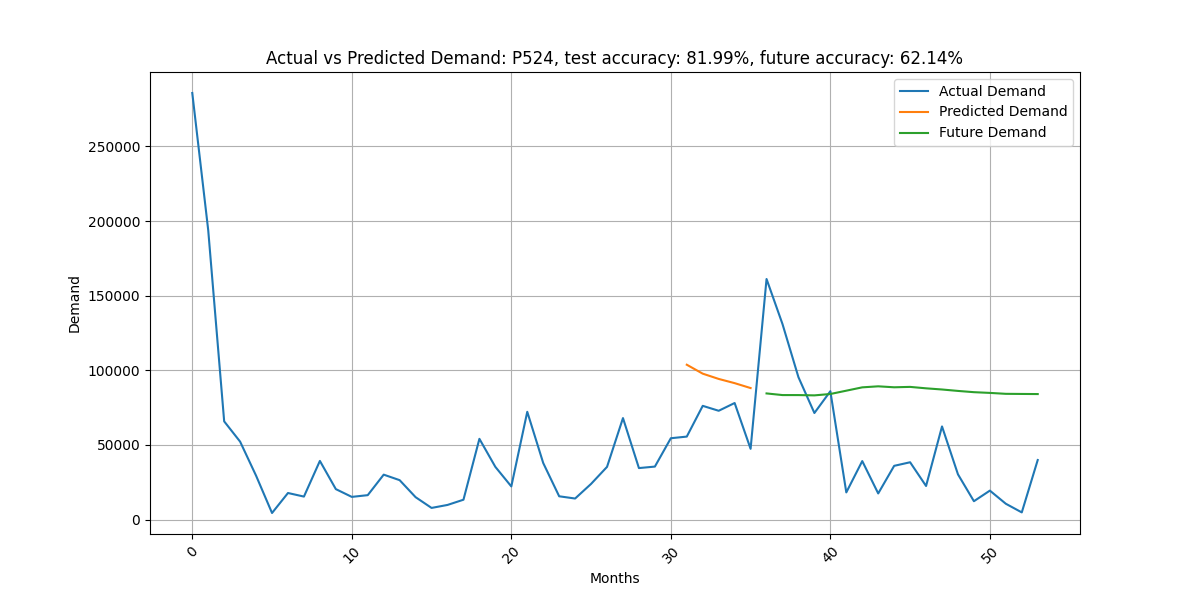 Actual vs Predicted Demand: P524, test accuracy: 81.99%, future accuracy: 62.14%
Actual Demand
Predicted Demand
Future Demand
250000
200000
150000
100000
50000
0
Demand
0
10
20
30
40
50
Months